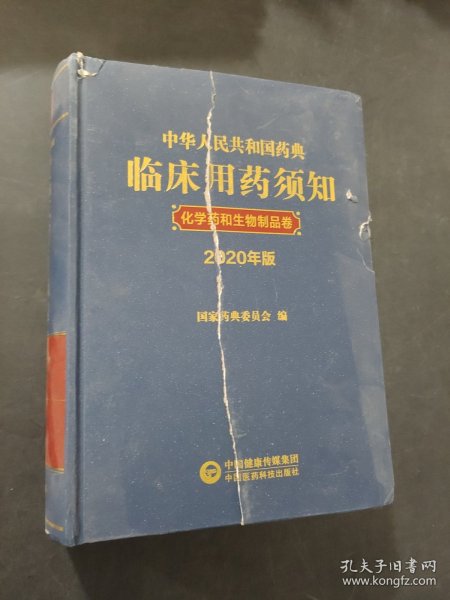 中华人民共和国药典
临床用药须知
化学药和生物制品卷
2020年版
国家药典委员会 编
中国健康传媒集团
中国医药科技出版社
孔夫子旧书网
www.kongfz.com